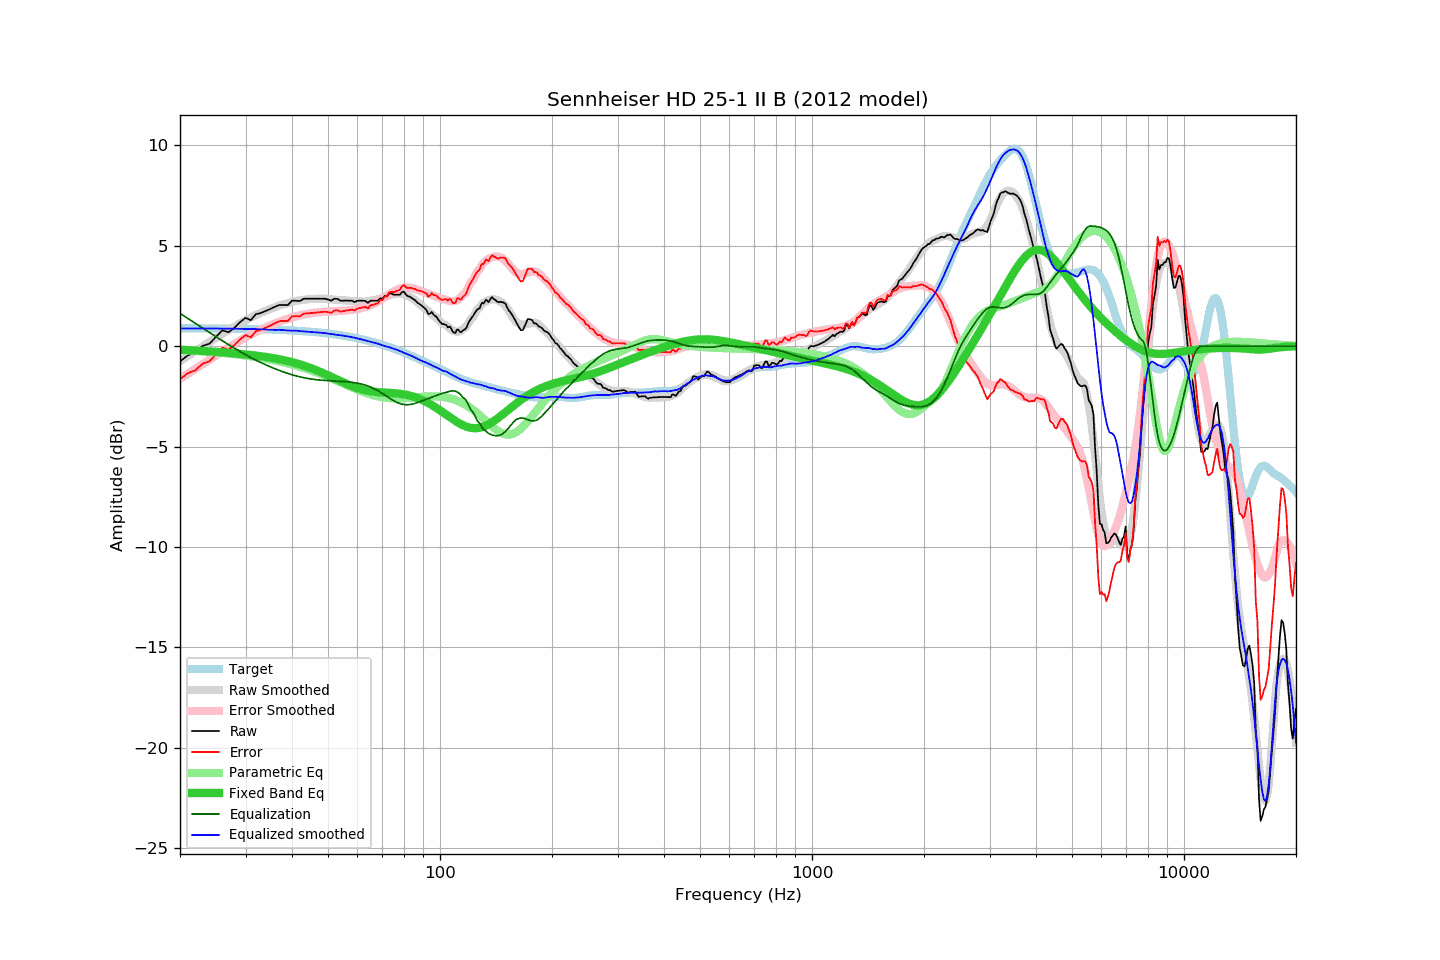 Sennheiser HD 25-1 II B (2012 model)
10
5
0
−5
−10
−15
−20
−25
Amplitude (dBr)
Target
Raw Smoothed
Error Smoothed
Raw
Error
Parametric Eq
Fixed Band Eq
Equalization
Equalized smoothed
100
1000
10000
Frequency (Hz)